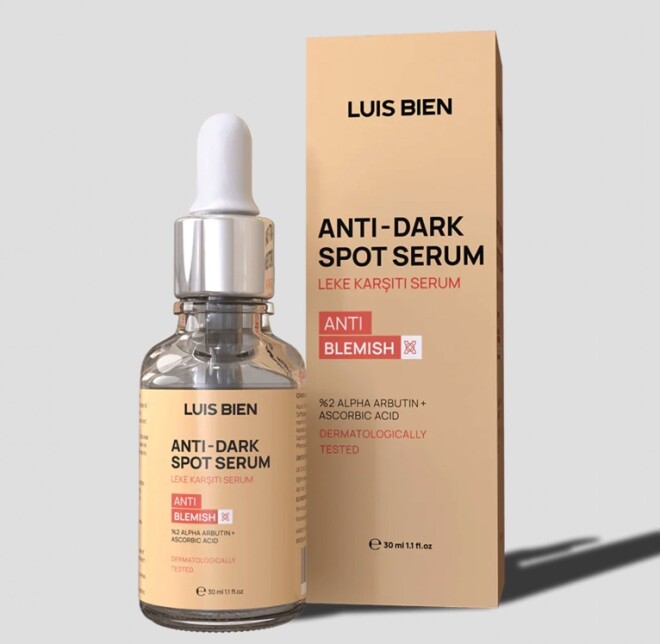 LUIS BIEN
ANTI-DARK
SPOT SERUM
LEKE KARŞITI SERUM
ANTI
BLEMISH
%2 ALPHA ARBUTIN +
ASCORBIC ACID
DERMATOLOGICALLY
TESTED
℮ 30 ml 1.1 fl.oz
LUIS BIEN
ANTI-DARK
SPOT SERUM
LEKE KARŞITI SERUM
ANTI
BLEMISH
%2 ALPHA ARBUTIN +
ASCORBIC ACID
DERMATOLOGICALLY
TESTED
℮ 30 ml 1.1 fl.oz